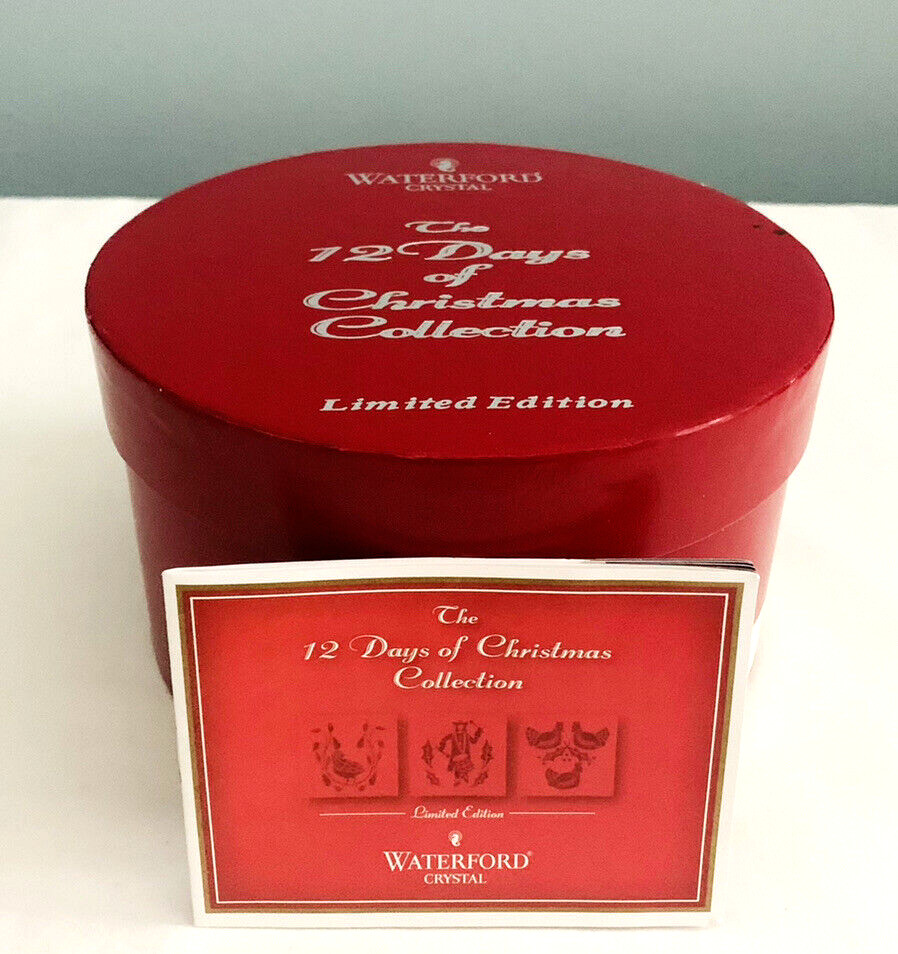 WATERFORD®
CRYSTAL
The
12 Days
of
Christmas
Collection
Limited Edition
The
12 Days of Christmas
Collection
Limited Edition
WATERFORD®
CRYSTAL